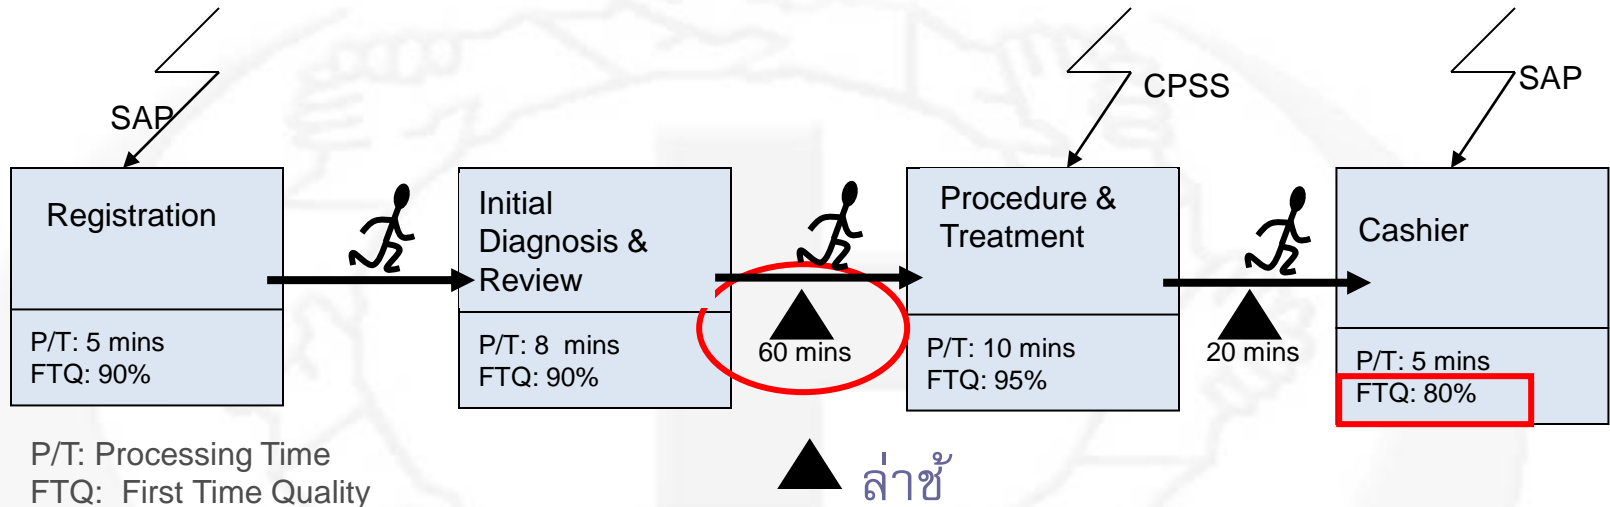 SAP
CPSS
SAP
Registration
P/T: 5 mins
FTQ: 90%
Initial
Diagnosis &
Review
P/T: 8 mins
FTQ: 90%
60 mins
Procedure &
Treatment
P/T: 10 mins
FTQ: 95%
20 mins
Cashier
P/T: 5 mins
FTQ: 80%
P/T: Processing Time
FTQ: First Time Quality
ล่าช้